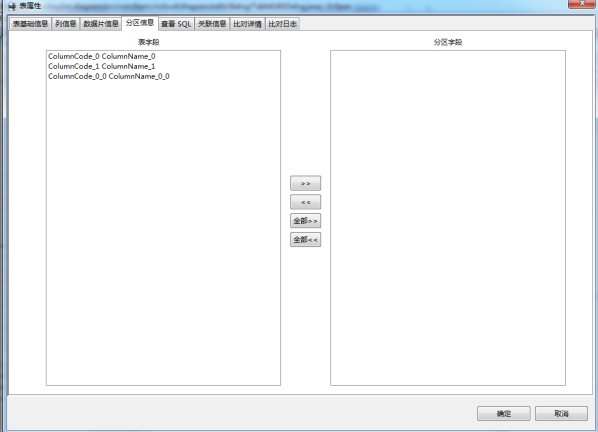 表属性
表基础信息 列信息 数据片信息 分区信息 查看 SQL 关联信息 比对详情 比对日志
表字段 分区字段
ColumnCode_0 ColumnName_0
ColumnCode_1 ColumnName_1
ColumnCode_0_0 ColumnName_0_0
>>
<<
全部>>
全部<<
确定 取消